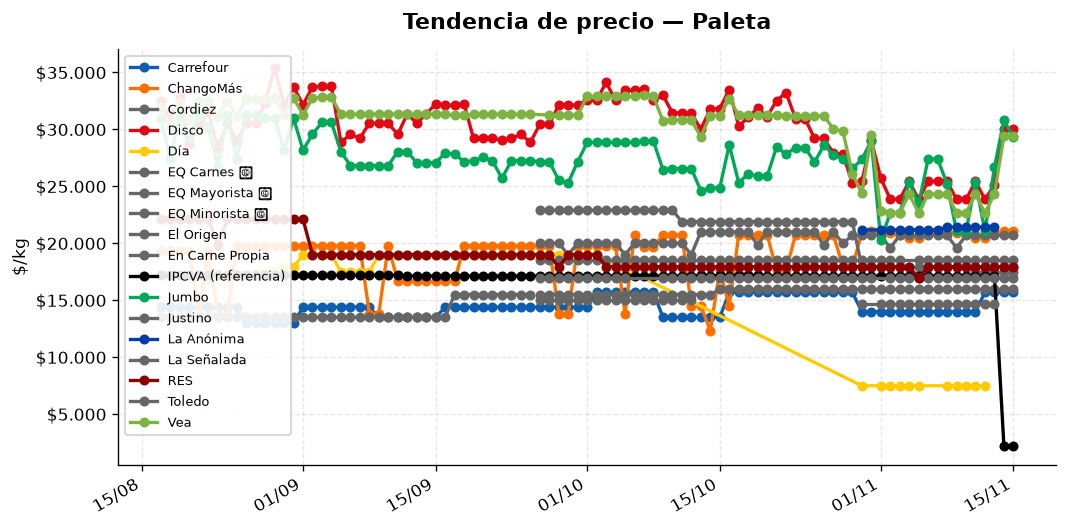 Tendencia de precio — Paleta
$/kg
$35.000
$30.000
$25.000
$20.000
$15.000
$10.000
$5.000
Carrefour
ChangoMás
Cordiez
Disco
Día
EQ Carnes
EQ Mayorista
EQ Minorista
El Origen
En Carne Propia
IPCVA (referencia)
Jumbo
Justino
La Anónima
La Señalada
RES
Toledo
Vea
15/08
01/09
15/09
01/10
15/10
01/11
15/11